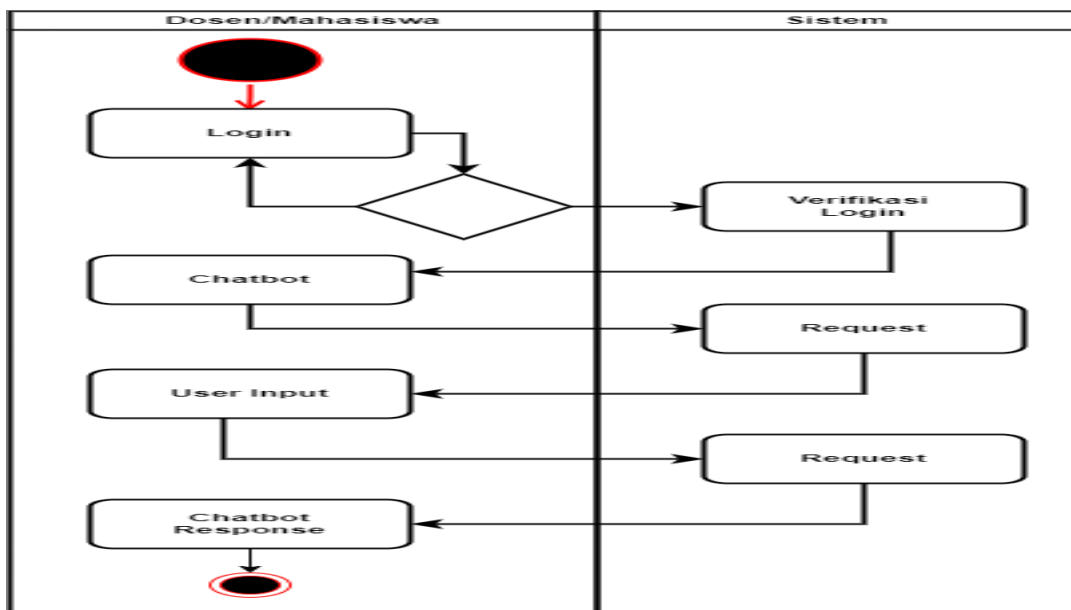 Dosen/Mahasiswa
Sistem
Login
Verifikasi
Login
Chatbot
Request
User Input
Request
Chatbot
Response